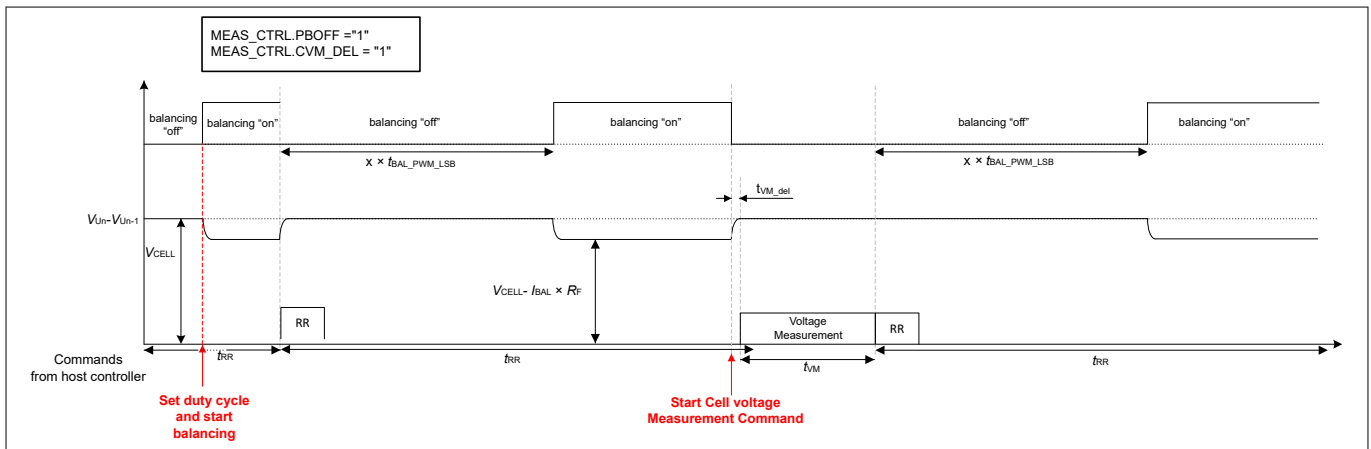 MEAS_CTRL.PBOFF ="1"
MEAS_CTRL.CVM_DEL = "1"
balancing
“off”
balancing “on”
balancing “off”
balancing “on”
balancing “off”
balancing “on”
x × tBAL_PWM_LSB
x × tBAL_PWM_LSB
tVM_del
VUn-VUn-1
VCELL
VCELL- IBAL × RF
RR
Voltage
Measurement
RR
Commands
from host controller
tRR
tRR
tVM
tRR
Set duty cycle
and start
balancing
Start Cell voltage
Measurement Command